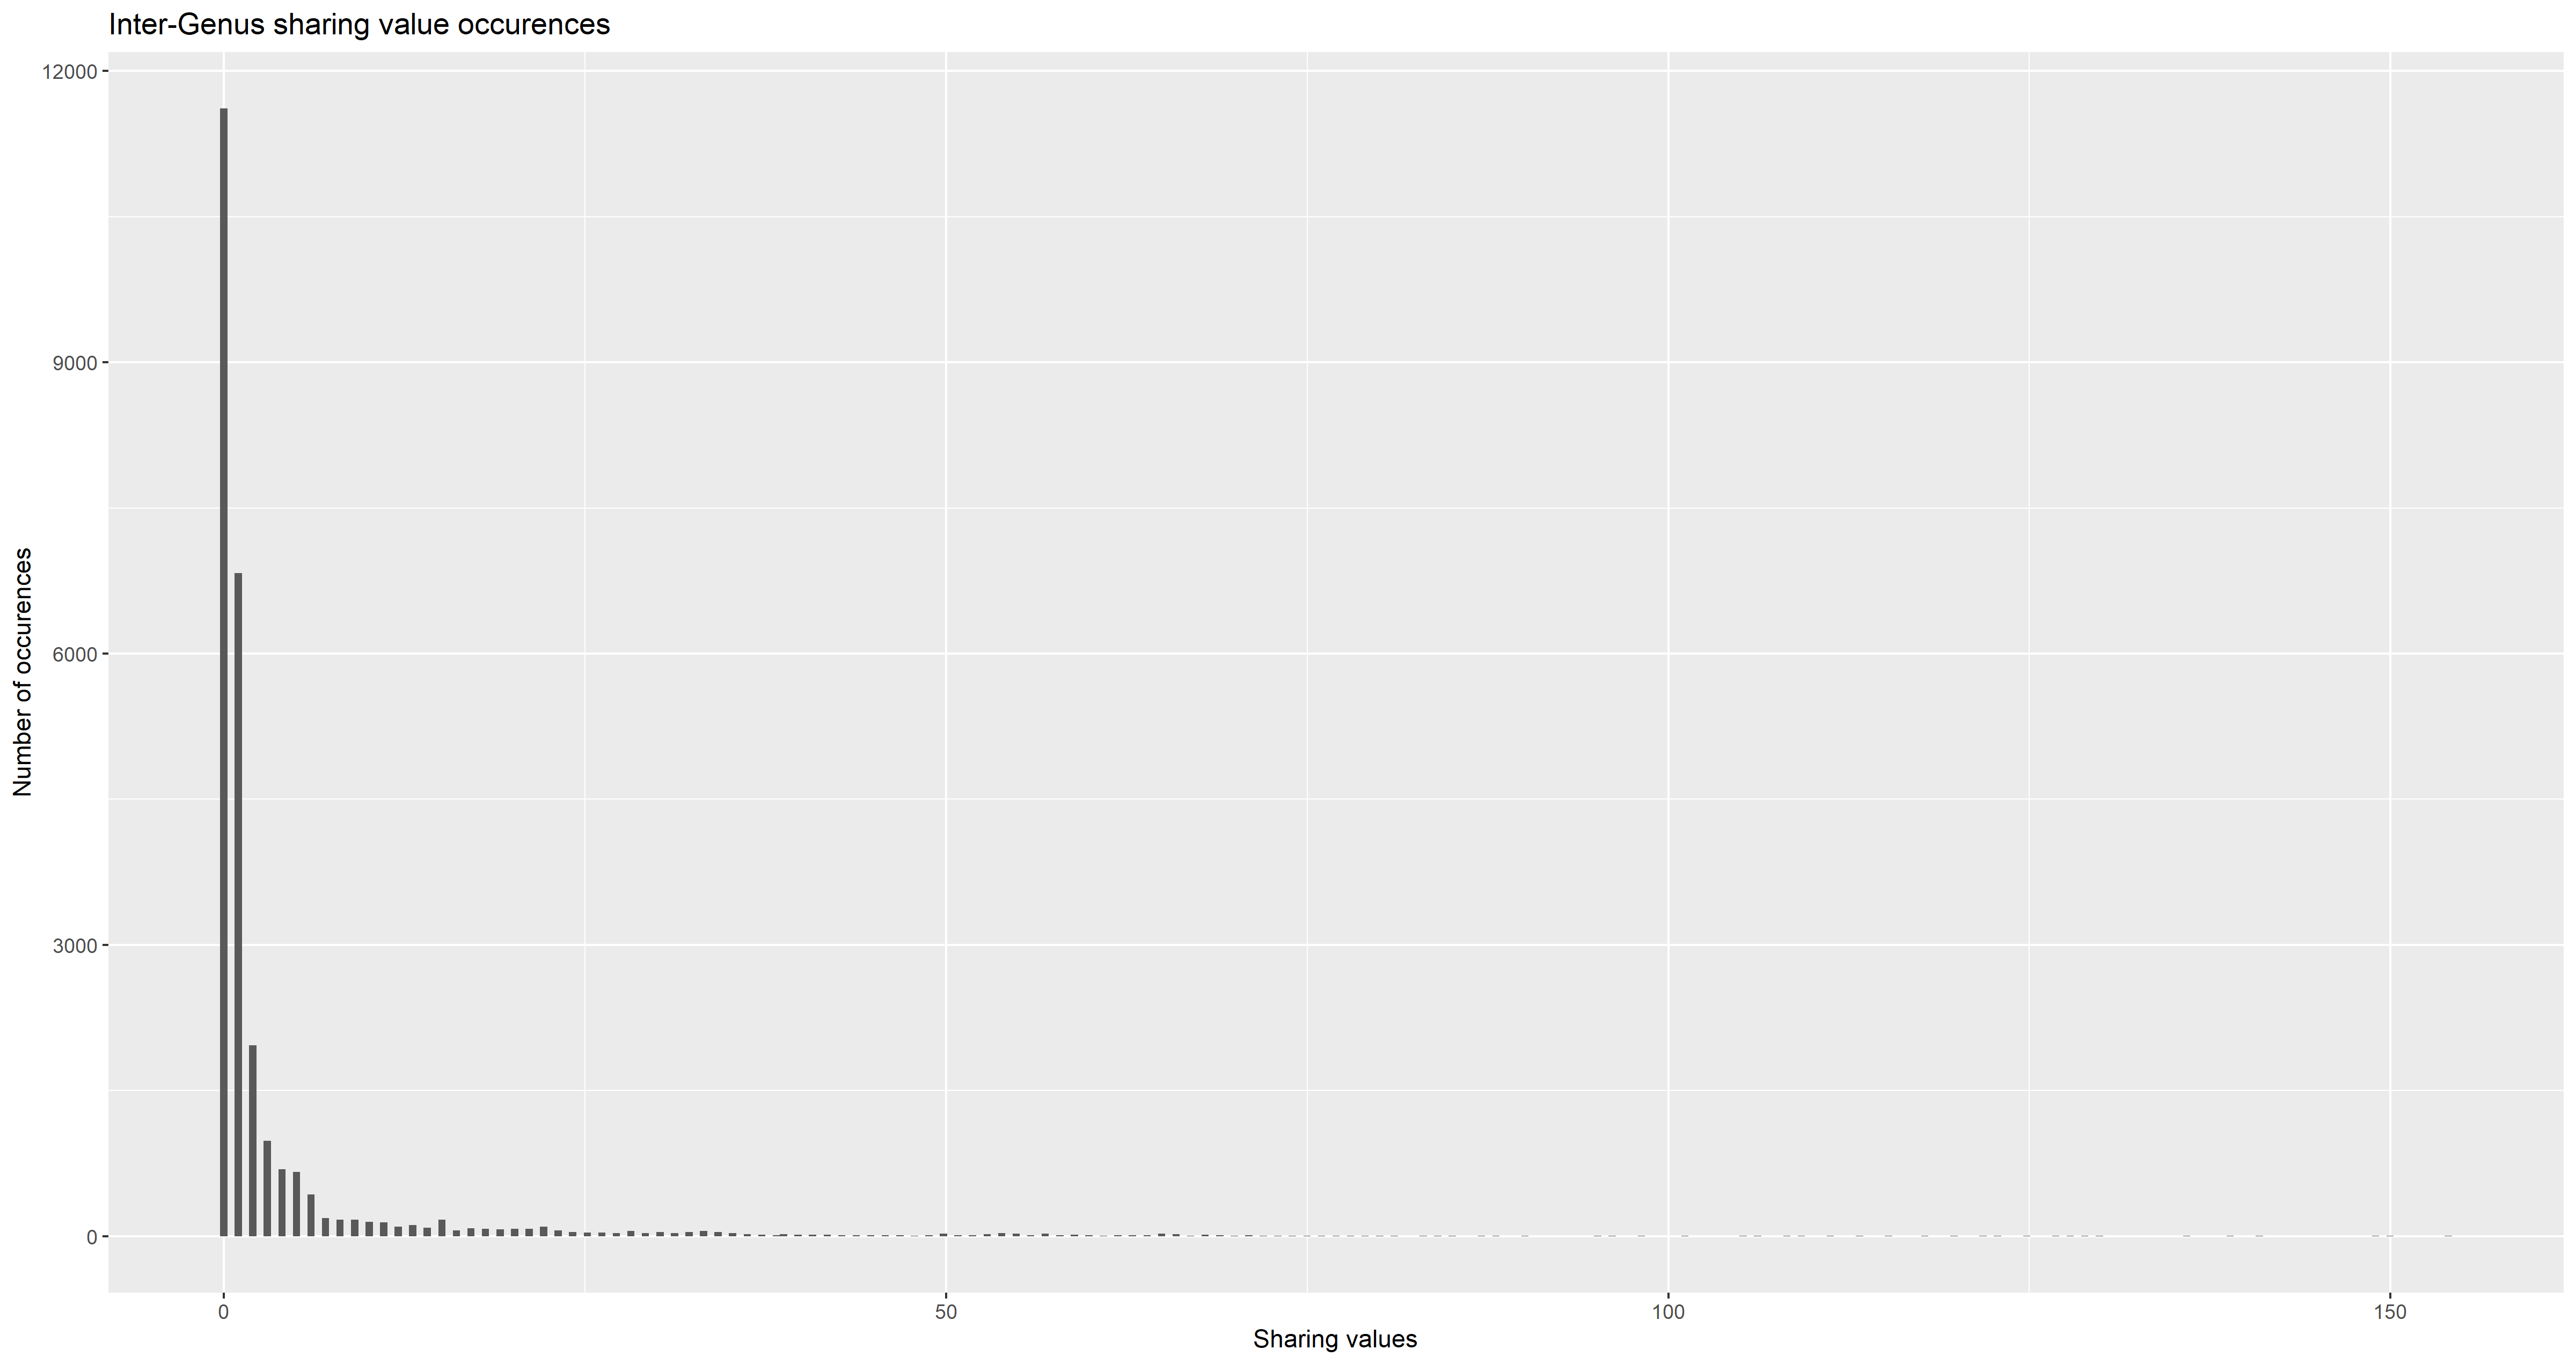 Inter-Genus sharing value occurences
12000
9000
6000
3000
0
Number of occurences
0 50 100 150
Sharing values